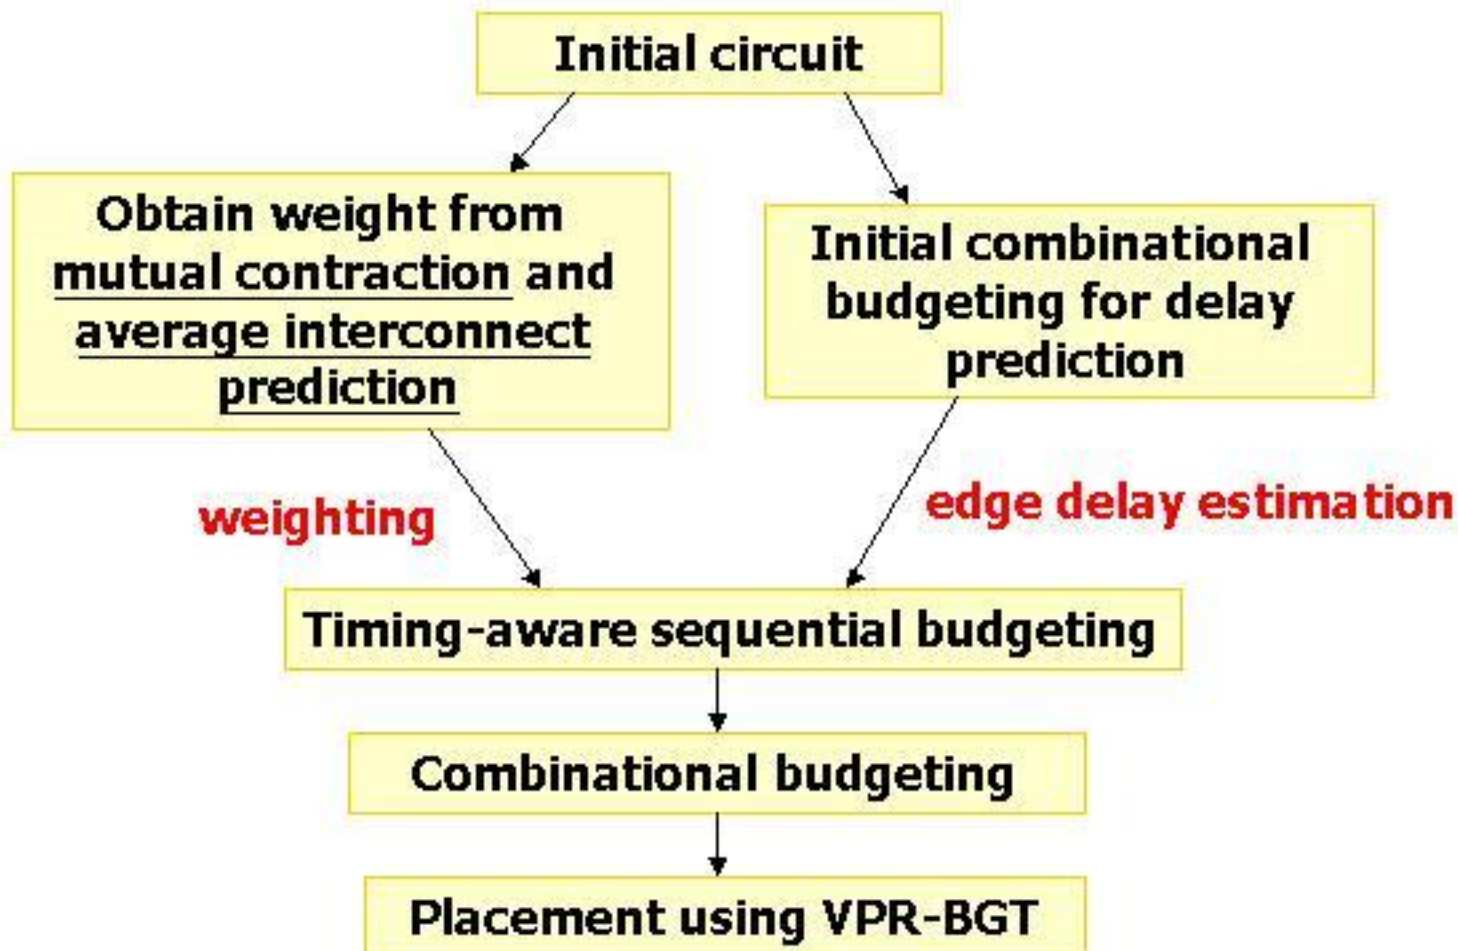 Initial circuit
Obtain weight from
mutual contraction and
average interconnect
prediction
Initial combinational
budgeting for delay
prediction
weighting
edge delay estimation
Timing-aware sequential budgeting
Combinational budgeting
Placement using VPR-BGT